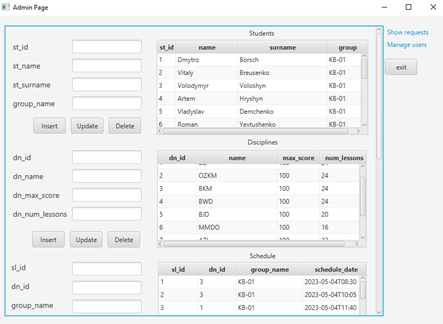 Admin Page
Show requests
Manage users
exit
Students
st_id
st_name
st_surname
group_name
Insert Update Delete
st_id name surname group
1 Dmytro Borsch KB-01
2 Vitaly Breusenko KB-01
3 Volodymyr Voloshyn KB-01
4 Artem Hryshyn KB-01
5 Vladyslav Demchenko KB-01
6 Roman Yevtushenko KB-01
Disciplines
dn_id
dn_name
dn_max_score
dn_num_lessons
Insert Update Delete
dn_id name max_score num_lessons
2 OZKM 100 24
3 BKM 100 24
4 BWD 100 24
5 BJD 100 20
6 MMDO 100 16
Schedule
sl_id
dn_id
group_name
sl_id dn_id group_name schedule_date
1 3 KB-01 2023-05-04T08:30
2 3 KB-01 2023-05-04T10:05
3 1 KB-01 2023-05-04T11:40